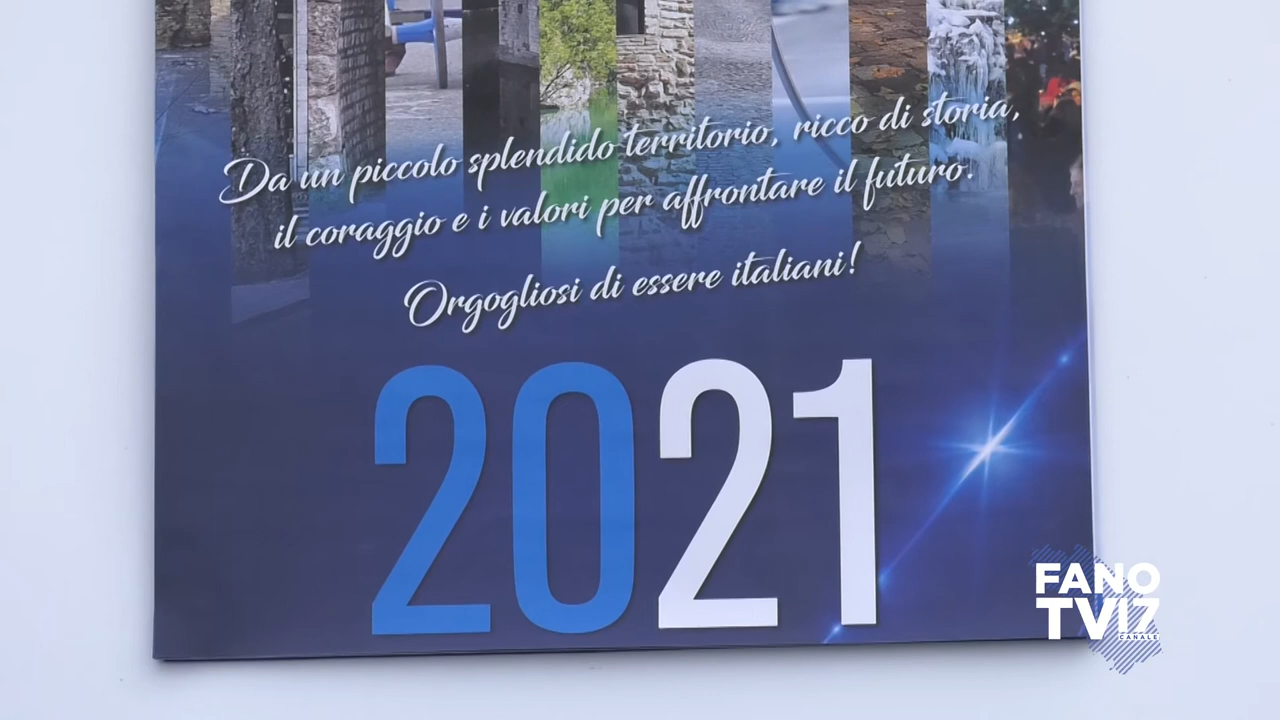 Da un piccolo splendido territorio, ricco di storia,
il coraggio e i valori per affrontare il futuro.
Orgogliosi di essere italiani!
2021
FANO
TV17
CANALE